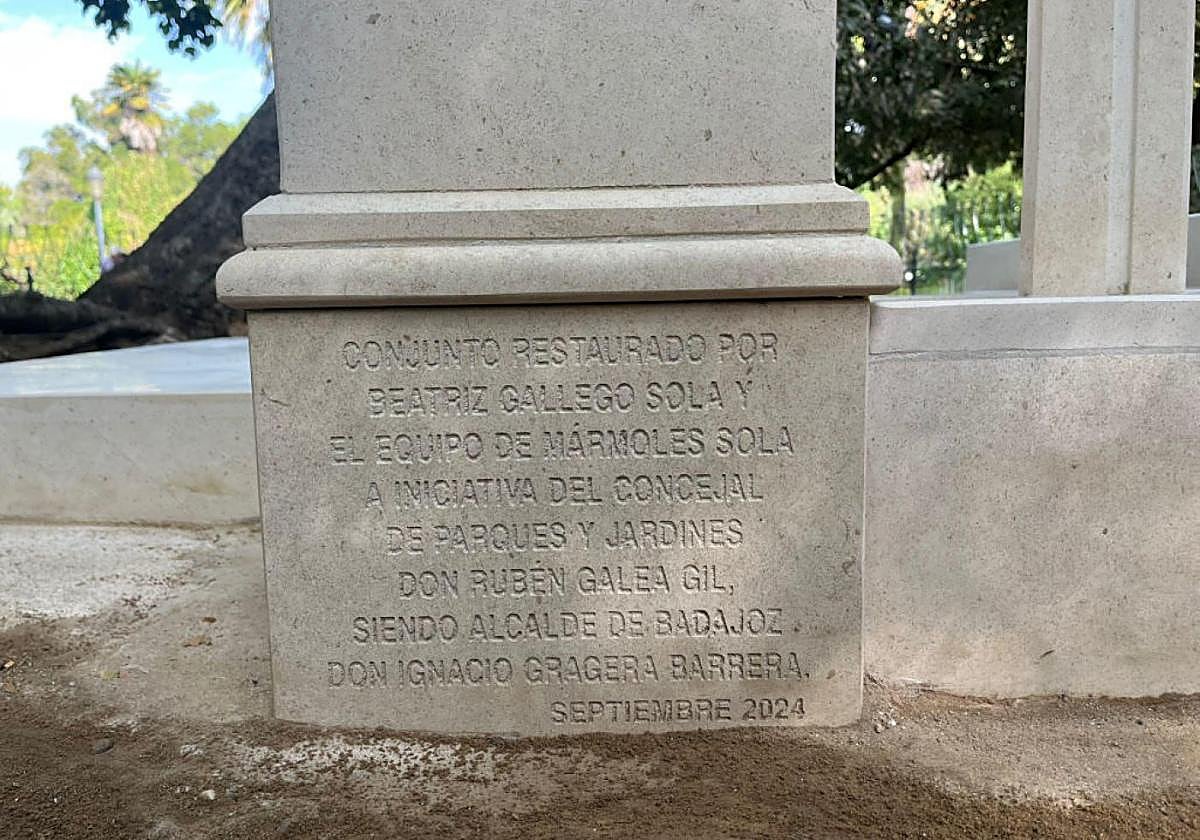 CONJUNTO RESTAURADO POR
BEATRIZ GALLEGO SOLA Y
EL EQUIPO DE MÁRMOLES SOLA
A INICIATIVA DEL CONCEJAL
DE PARQUES Y JARDINES
DON RUBÉN GALEA GIL,
SIENDO ALCALDE DE BADAJOZ
DON IGNACIO GRAGERA BARRERA.
SEPTIEMBRE 2024